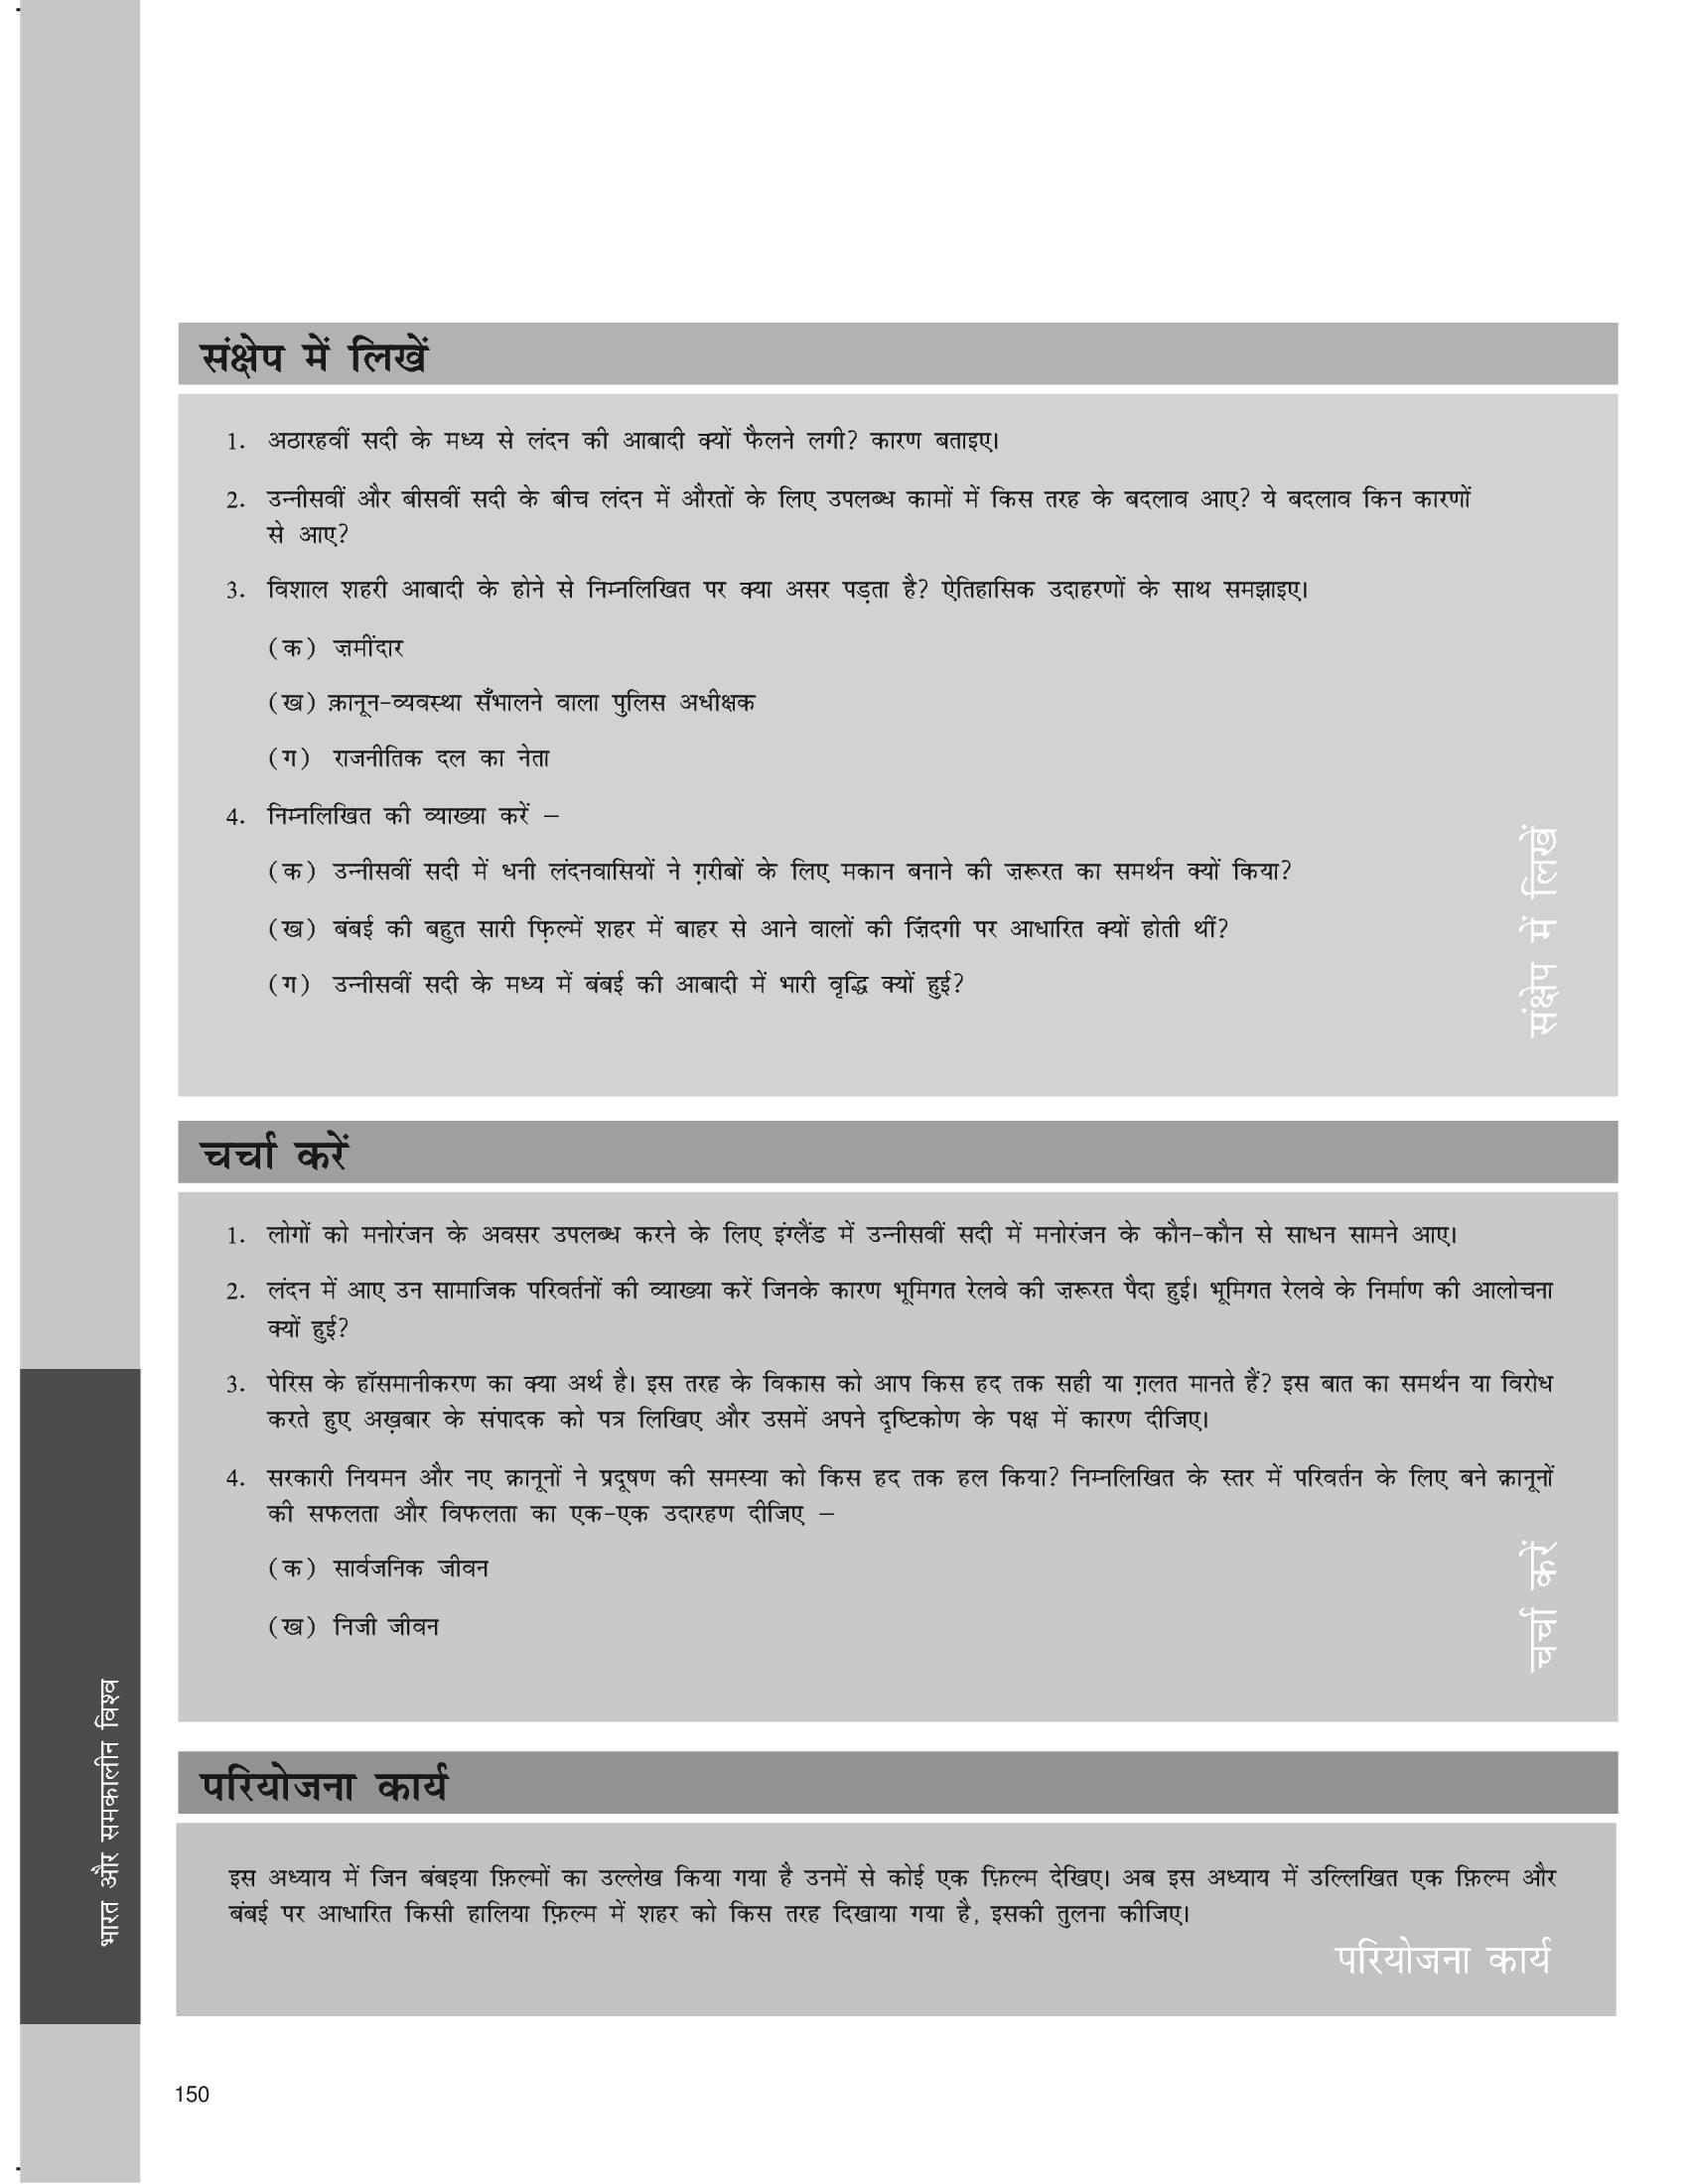 संक्षेप में लिखें
1. अठारहवीं सदी के मध्य से लंदन की आबादी क्यों फैलने लगी? कारण बताइए।
2. उन्नीसवीं और बीसवीं सदी के बीच लंदन में औरतों के लिए उपलब्ध कामों में किस तरह के बदलाव आए? ये बदलाव किन कारणों
से आए?
3. विशाल शहरी आबादी के होने से निम्नलिखित पर क्या असर पड़ता है? ऐतिहासिक उदाहरणों के साथ समझाइए।
(क) ज़मींदार
(ख) क़ानून-व्यवस्था सँभालने वाला पुलिस अधीक्षक
(ग) राजनीतिक दल का नेता
4. निम्नलिखित की व्याख्या करें –
(क) उन्नीसवीं सदी में धनी लंदनवासियों ने ग़रीबों के लिए मकान बनाने की ज़रूरत का समर्थन क्यों किया?
(ख) बंबई की बहुत सारी फ़िल्में शहर में बाहर से आने वालों की ज़िंदगी पर आधारित क्यों होती थीं?
(ग) उन्नीसवीं सदी के मध्य में बंबई की आबादी में भारी वृद्धि क्यों हुई?
संक्षेप में लिखें
चर्चा करें
1. लोगों को मनोरंजन के अवसर उपलब्ध करने के लिए इंग्लैंड में उन्नीसवीं सदी में मनोरंजन के कौन-कौन से साधन सामने आए।
2. लंदन में आए उन सामाजिक परिवर्तनों की व्याख्या करें जिनके कारण भूमिगत रेलवे की ज़रूरत पैदा हुई। भूमिगत रेलवे के निर्माण की आलोचना
क्यों हुई?
3. पेरिस के हॉसमानीकरण का क्या अर्थ है। इस तरह के विकास को आप किस हद तक सही या ग़लत मानते हैं? इस बात का समर्थन या विरोध
करते हुए अख़बार के संपादक को पत्र लिखिए और उसमें अपने दृष्टिकोण के पक्ष में कारण दीजिए।
4. सरकारी नियमन और नए क़ानूनों ने प्रदूषण की समस्या को किस हद तक हल किया? निम्नलिखित के स्तर में परिवर्तन के लिए बने क़ानूनों
की सफलता और विफलता का एक-एक उदारहण दीजिए –
(क) सार्वजनिक जीवन
(ख) निजी जीवन
चर्चा करें
परियोजना कार्य
इस अध्याय में जिन बंबइया फ़िल्मों का उल्लेख किया गया है उनमें से कोई एक फ़िल्म देखिए। अब इस अध्याय में उल्लिखित एक फ़िल्म और
बंबई पर आधारित किसी हालिया फ़िल्म में शहर को किस तरह दिखाया गया है, इसकी तुलना कीजिए।
परियोजना कार्य
भारत और समकालीन विश्व
150